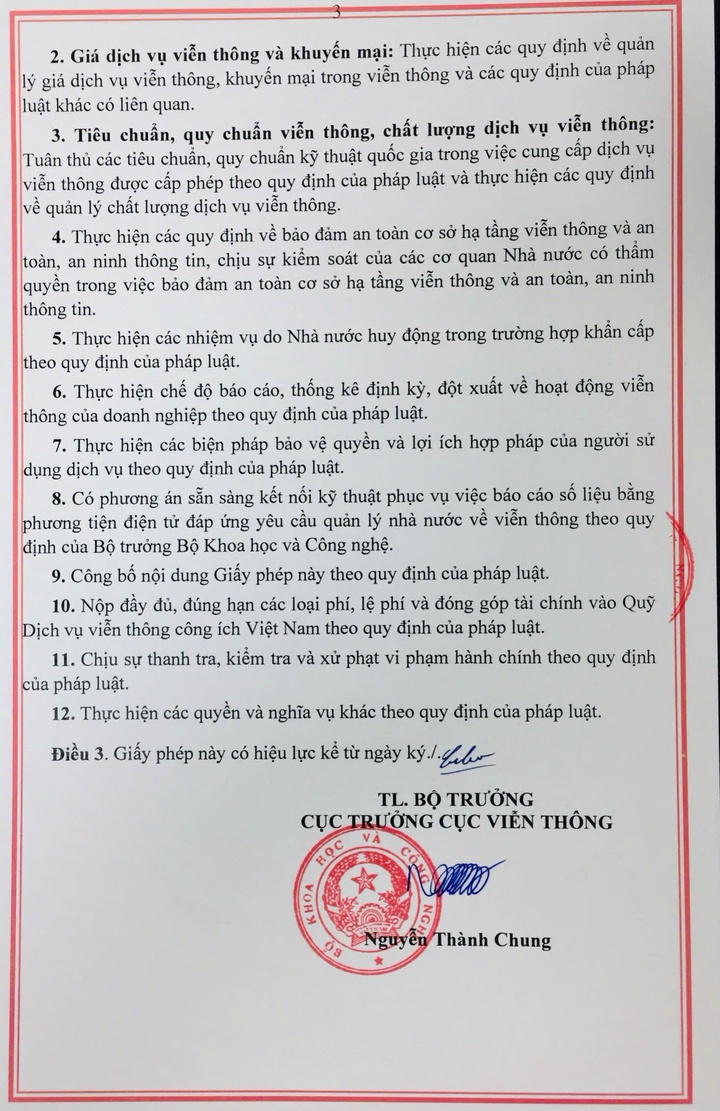 3
2. Giá dịch vụ viễn thông và khuyến mại: Thực hiện các quy định về quản
lý giá dịch vụ viễn thông, khuyến mại trong viễn thông và các quy định của pháp
luật khác có liên quan.
3. Tiêu chuẩn, quy chuẩn viễn thông, chất lượng dịch vụ viễn thông:
Tuân thủ các tiêu chuẩn, quy chuẩn kỹ thuật quốc gia trong việc cung cấp dịch vụ
viễn thông được cấp phép theo quy định của pháp luật và thực hiện các quy định
về quản lý chất lượng dịch vụ viễn thông.
4. Thực hiện các quy định về bảo đảm an toàn cơ sở hạ tầng viễn thông và an
toàn, an ninh thông tin, chịu sự kiểm soát của các cơ quan Nhà nước có thẩm
quyền trong việc bảo đảm an toàn cơ sở hạ tầng viễn thông và an toàn, an ninh
thông tin.
5. Thực hiện các nhiệm vụ do Nhà nước huy động trong trường hợp khẩn cấp
theo quy định của pháp luật.
6. Thực hiện chế độ báo cáo, thống kê định kỳ, đột xuất về hoạt động viễn
thông của doanh nghiệp theo quy định của pháp luật.
7. Thực hiện các biện pháp bảo vệ quyền và lợi ích hợp pháp của người sử
dụng dịch vụ theo quy định của pháp luật.
8. Có phương án sẵn sàng kết nối kỹ thuật phục vụ việc báo cáo số liệu bằng
phương tiện điện tử đáp ứng yêu cầu quản lý nhà nước về viễn thông theo quy
định của Bộ trưởng Bộ Khoa học và Công nghệ.
9. Công bố nội dung Giấy phép này theo quy định của pháp luật.
10. Nộp đầy đủ, đúng hạn các loại phí, lệ phí và đóng góp tài chính vào Quỹ
Dịch vụ viễn thông công ích Việt Nam theo quy định của pháp luật.
11. Chịu sự thanh tra, kiểm tra và xử phạt vi phạm hành chính theo quy định
của pháp luật.
12. Thực hiện các quyền và nghĩa vụ khác theo quy định của pháp luật.
Điều 3. Giấy phép này có hiệu lực kể từ ngày ký./.
TL. BỘ TRƯỞNG
CỤC TRƯỞNG CỤC VIỄN THÔNG
BỘ KHOA HỌC VÀ CÔNG NGHỆ
Nguyễn Thành Chung